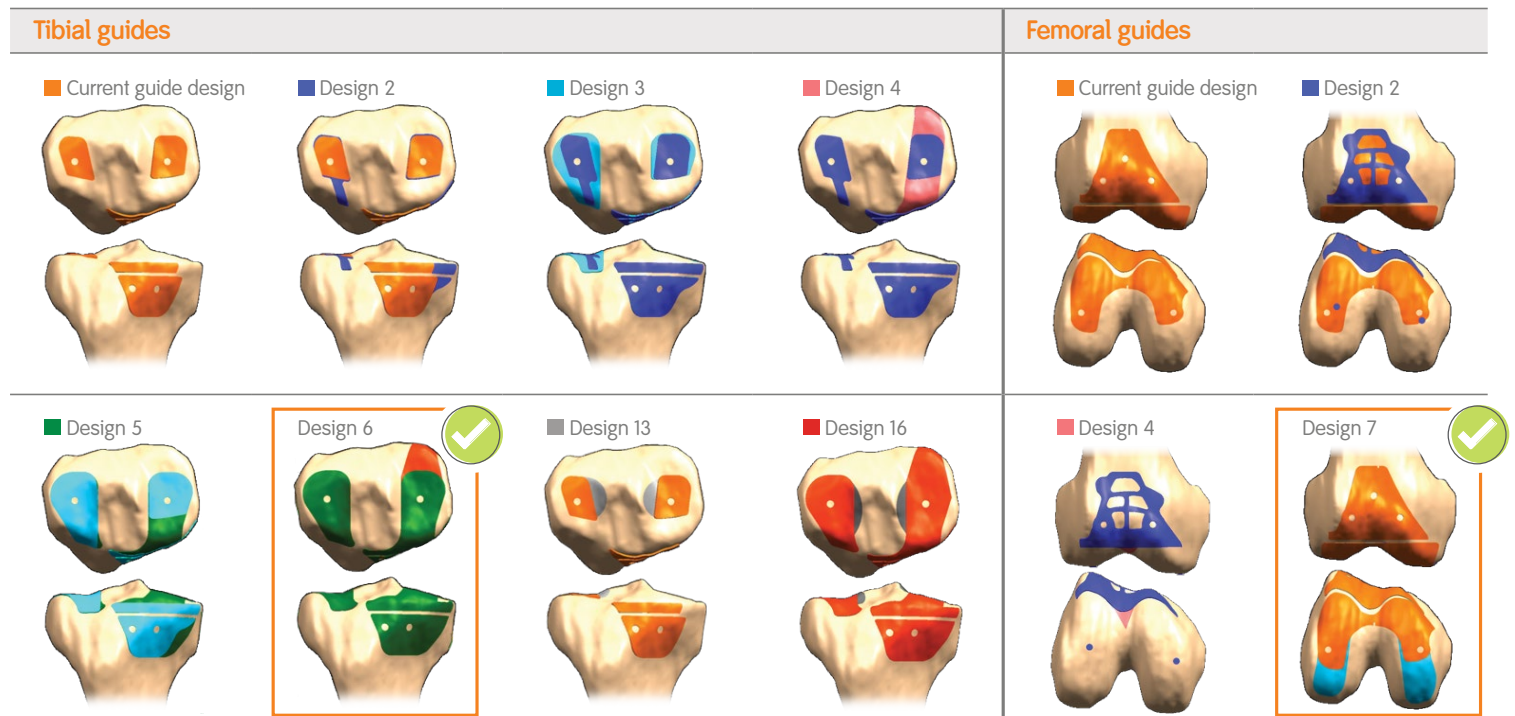 Tibial guides
Femoral guides
Current guide design
Design 2
Design 3
Design 4
Current guide design
Design 2
Design 5
Design 6
Design 13
Design 16
Design 4
Design 7